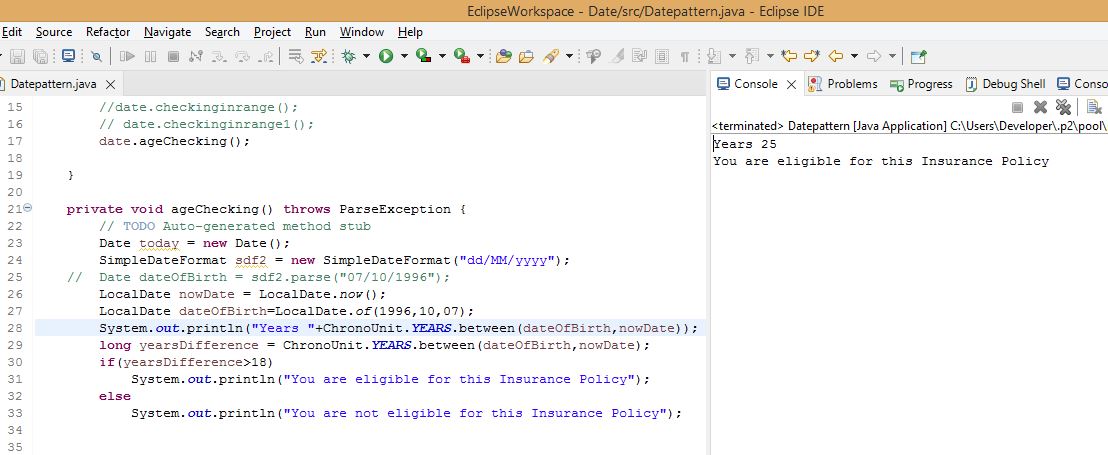 EclipseWorkspace - Date/src/Datepattern.java - Eclipse IDE
Edit Source Refactor Navigate Search Project Run Window Help
Datepattern.java
15 //date.checkinginrange();
16 // date.checkinginrange1();
17 date.ageChecking();
18
19 }
20
21 private void ageChecking() throws ParseException {
22 // TODO Auto-generated method stub
23 Date today = new Date();
24 SimpleDateFormat sdf2 = new SimpleDateFormat("dd/MM/yyyy");
25 // Date dateOfBirth = sdf2.parse("07/10/1996");
26 LocalDate nowDate = LocalDate.now();
27 LocalDate dateOfBirth=LocalDate.of(1996,10,07);
28 System.out.println("Years "+ChronoUnit.YEARS.between(dateOfBirth,nowDate));
29 long yearsDifference = ChronoUnit.YEARS.between(dateOfBirth,nowDate);
30 if(yearsDifference>18)
31 System.out.println("You are eligible for this Insurance Policy");
32 else
33 System.out.println("You are not eligible for this Insurance Policy");
34
35
Console Problems Progress Debug Shell Conso
<terminated> Datepattern [Java Application] C:\Users\Developer\.p2\pool\
Years 25
You are eligible for this Insurance Policy